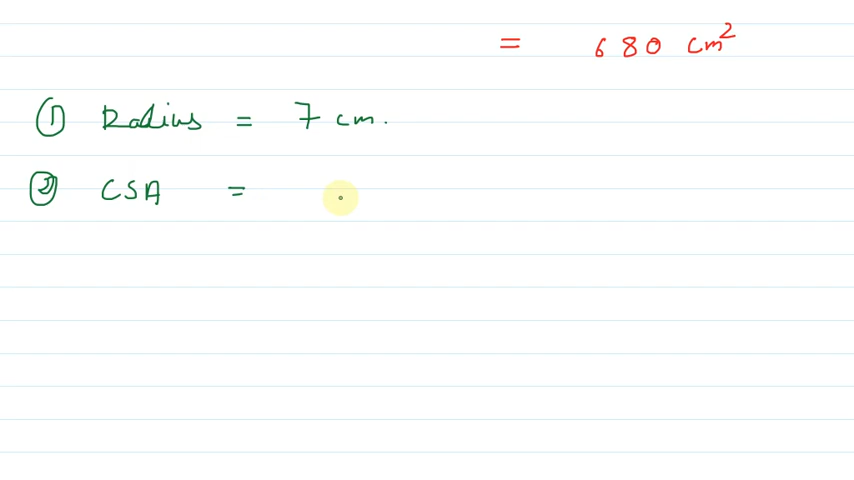 = 680 cm²
① Radius = 7 cm.
② CSA =